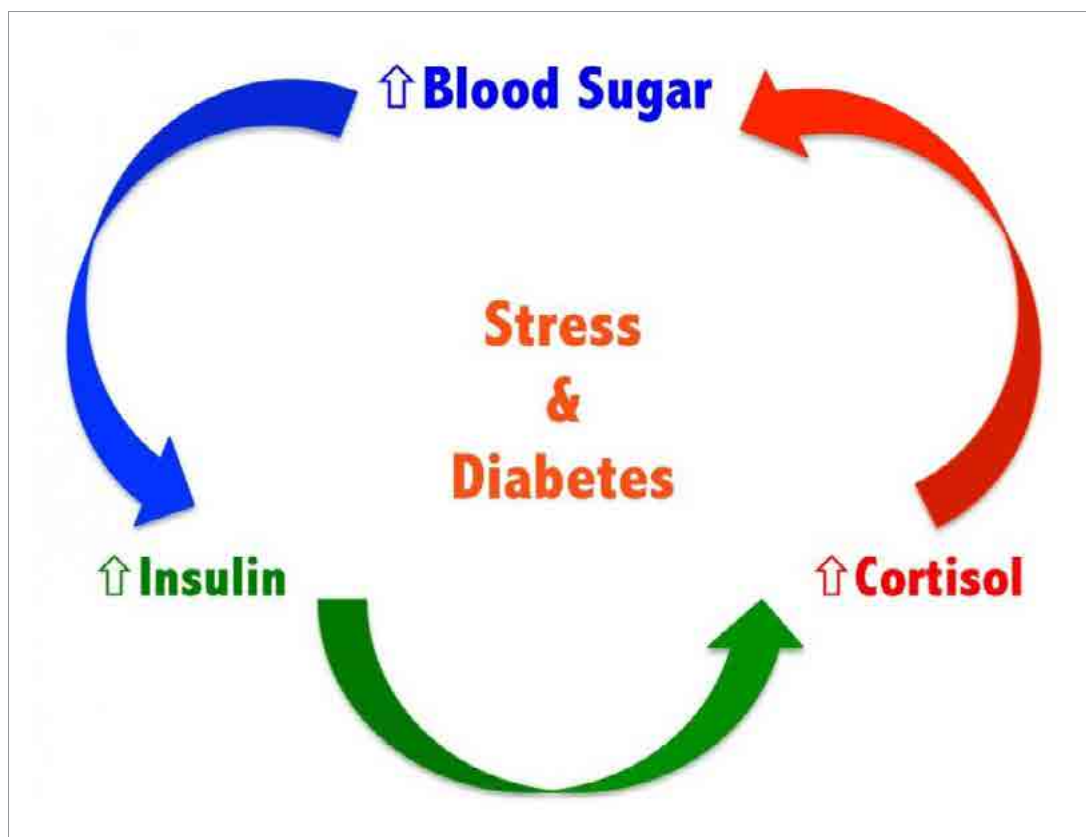 ⇧Blood Sugar
Stress
&
Diabetes
⇧Insulin
⇧Cortisol